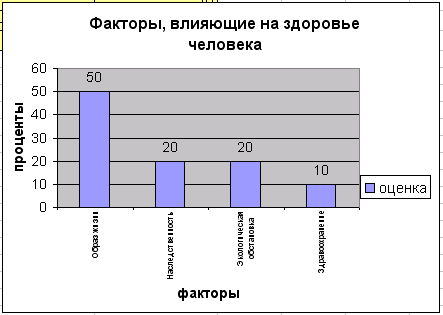 Факторы, влияющие на здоровье
человека
проценты
60
50
40
30
20
10
0
50
20
20
10
Образ жизни
Наследственность
Экологическая
обстановка
Здравоохранение
факторы
оценка